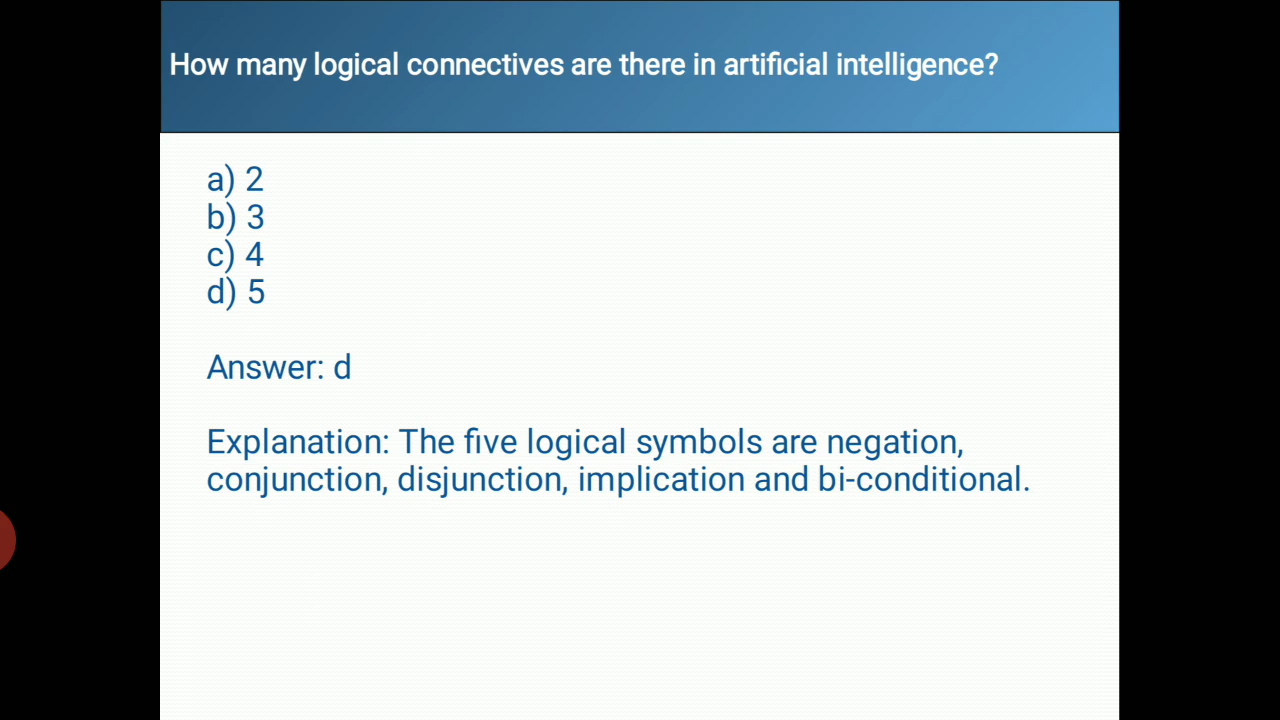 How many logical connectives are there in artificial intelligence?
a) 2
b) 3
c) 4
d) 5
Answer: d
Explanation: The five logical symbols are negation,
conjunction, disjunction, implication and bi-conditional.